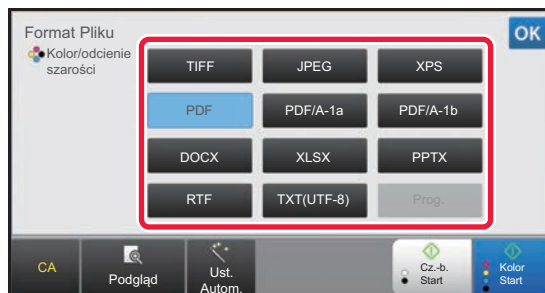 Format Pliku
OK
Kolor/odcienie
szarości
TIFF
JPEG
XPS
PDF
PDF/A-1a
PDF/A-1b
DOCX
XLSX
PPTX
RTF
TXT(UTF-8)
Prog.
CA
Podgląd
Ust.
Autom.
Cz.-b.
Start
Kolor
Start